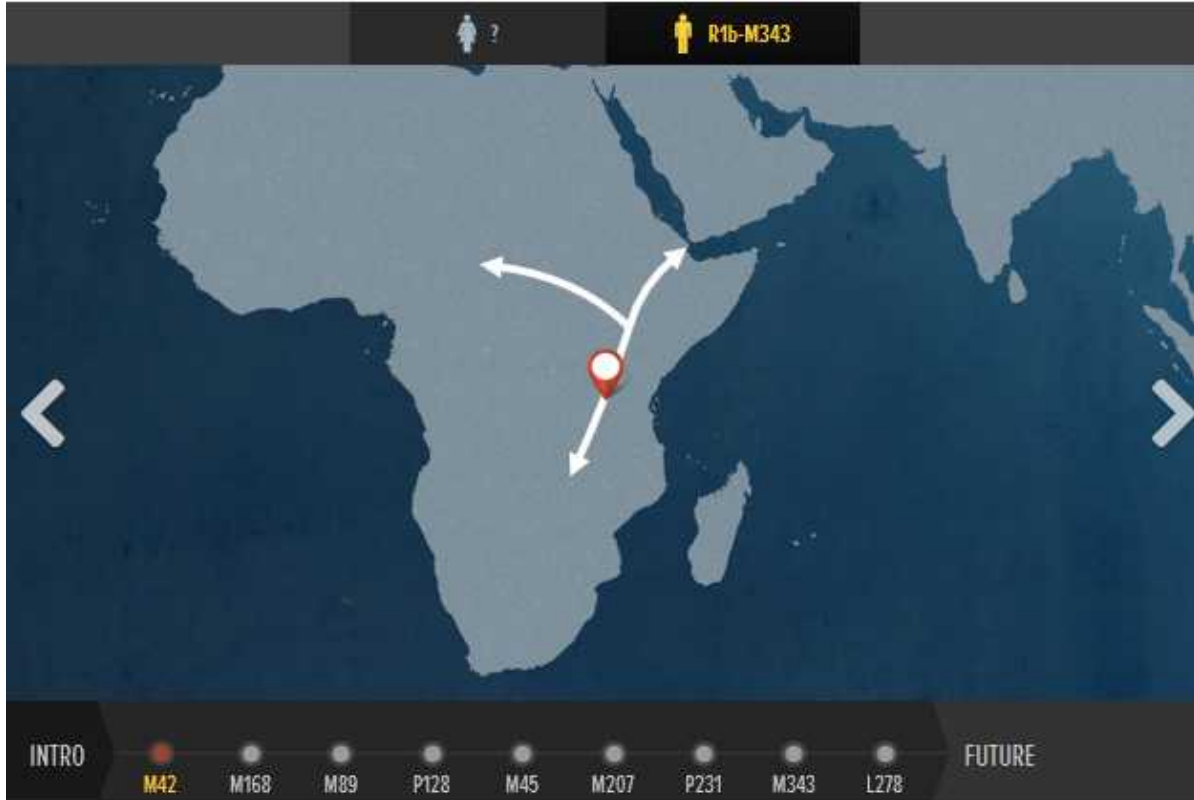 ?
R1b-M343
INTRO
FUTURE
M42 M168 M89 P128 M45 M207 P231 M343 L278